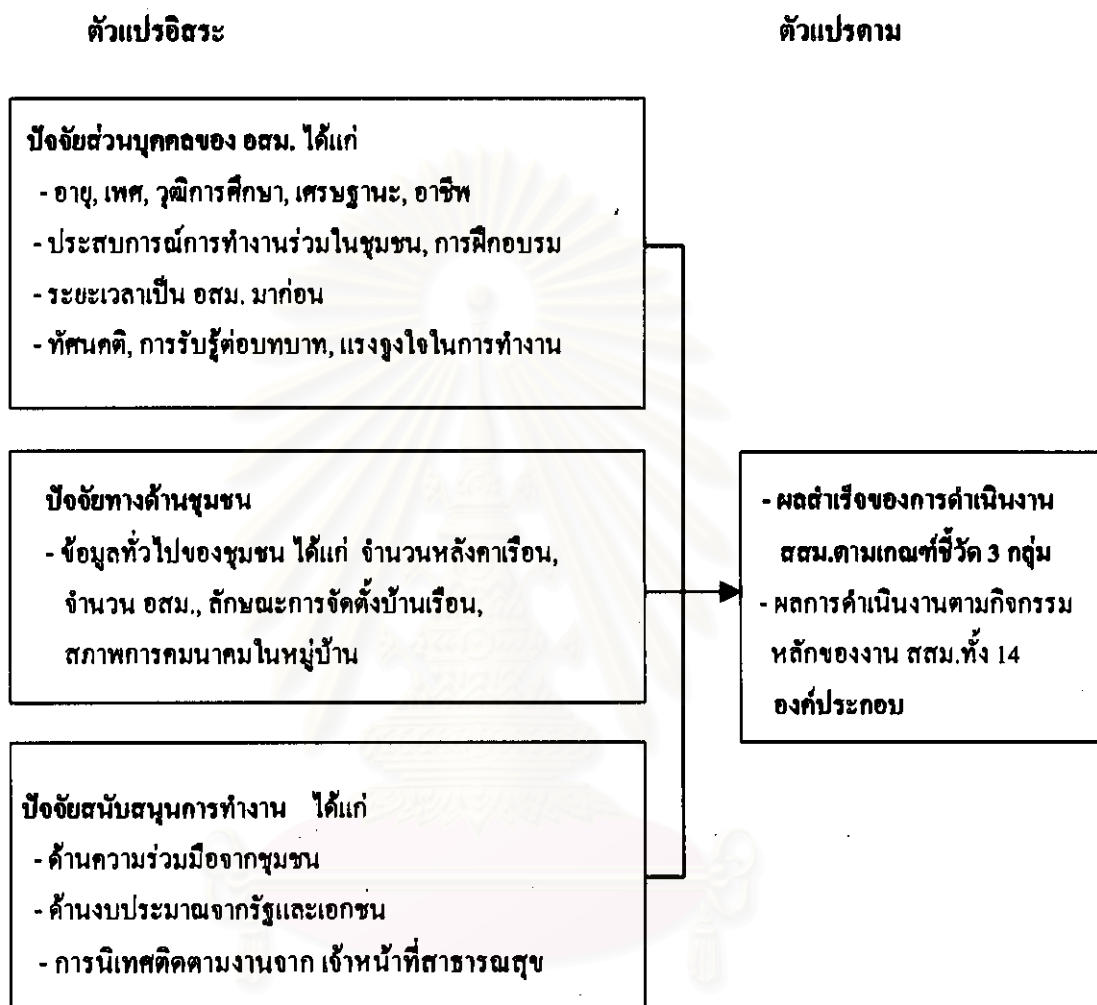 ตัวแปรอิสระ
ตัวแปรตาม
ปัจจัยส่วนบุคคลของ อสม. ได้แก่
- อายุ, เพศ, วุฒิการศึกษา, เศรษฐานะ, อาชีพ
- ประสบการณ์การทำงานร่วมในชุมชน, การฝึกอบรม
- ระยะเวลาเป็น อสม. มาก่อน
- ทัศนคติ, การรับรู้ต่อบทบาท, แรงจูงใจในการทำงาน
ปัจจัยทางด้านชุมชน
- ข้อมูลทั่วไปของชุมชน ได้แก่ จำนวนหลังคาเรือน,
จำนวน อสม., ลักษณะการจัดตั้งบ้านเรือน,
สภาพการคมนาคมในหมู่บ้าน
ปัจจัยสนับสนุนการทำงาน ได้แก่
- ด้านความร่วมมือจากชุมชน
- ด้านงบประมาณจากรัฐและเอกชน
- การนิเทศติดตามงานจาก เจ้าหน้าที่สาธารณสุข
- ผลสำเร็จของการดำเนินงาน
สสม.ตามเกณฑ์ชี้วัด 3 กลุ่ม
- ผลการดำเนินงานตามกิจกรรม
หลักของงาน สสม.ทั้ง 14
องค์ประกอบ